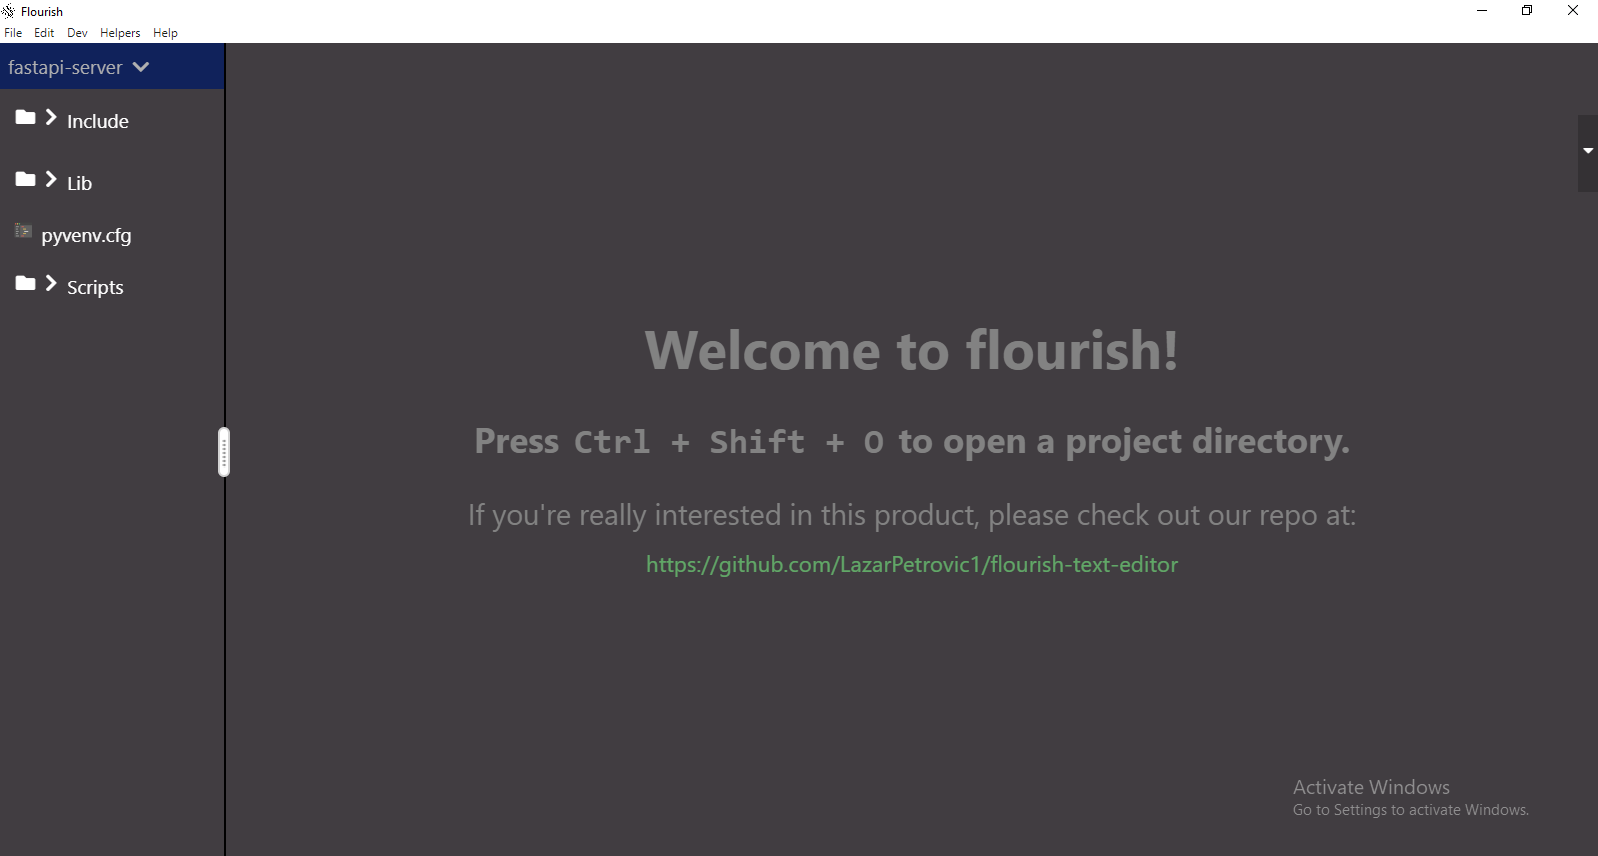 Flourish
File Edit Dev Helpers Help
fastapi-server
Include
Lib
pyvenv.cfg
Scripts
Welcome to flourish!
Press Ctrl + Shift + O to open a project directory.
If you're really interested in this product, please check out our repo at:
https://github.com/LazarPetrovic1/flourish-text-editor
Activate Windows
Go to Settings to activate Windows.